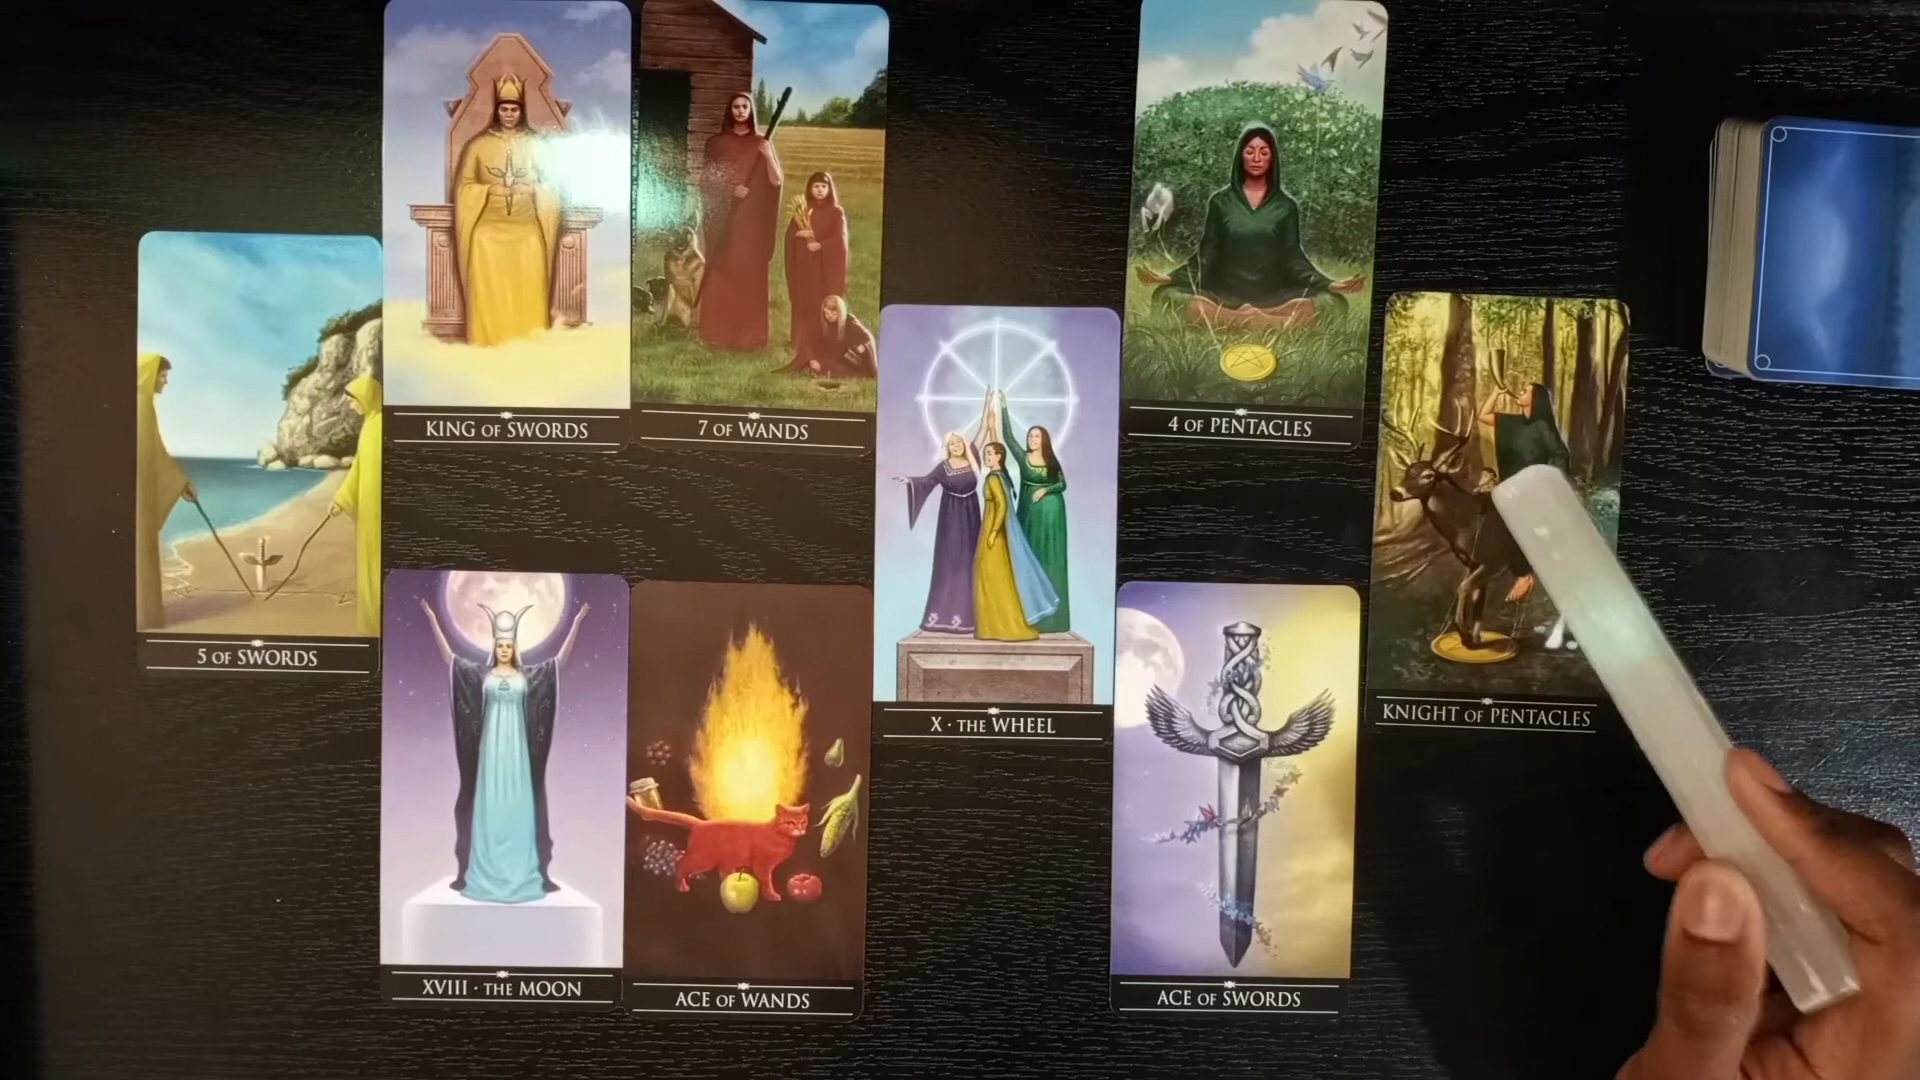 KING OF SWORDS
7 OF WANDS
4 OF PENTACLES
5 OF SWORDS
X · THE WHEEL
KNIGHT OF PENTACLES
XVIII · THE MOON
ACE OF WANDS
ACE OF SWORDS